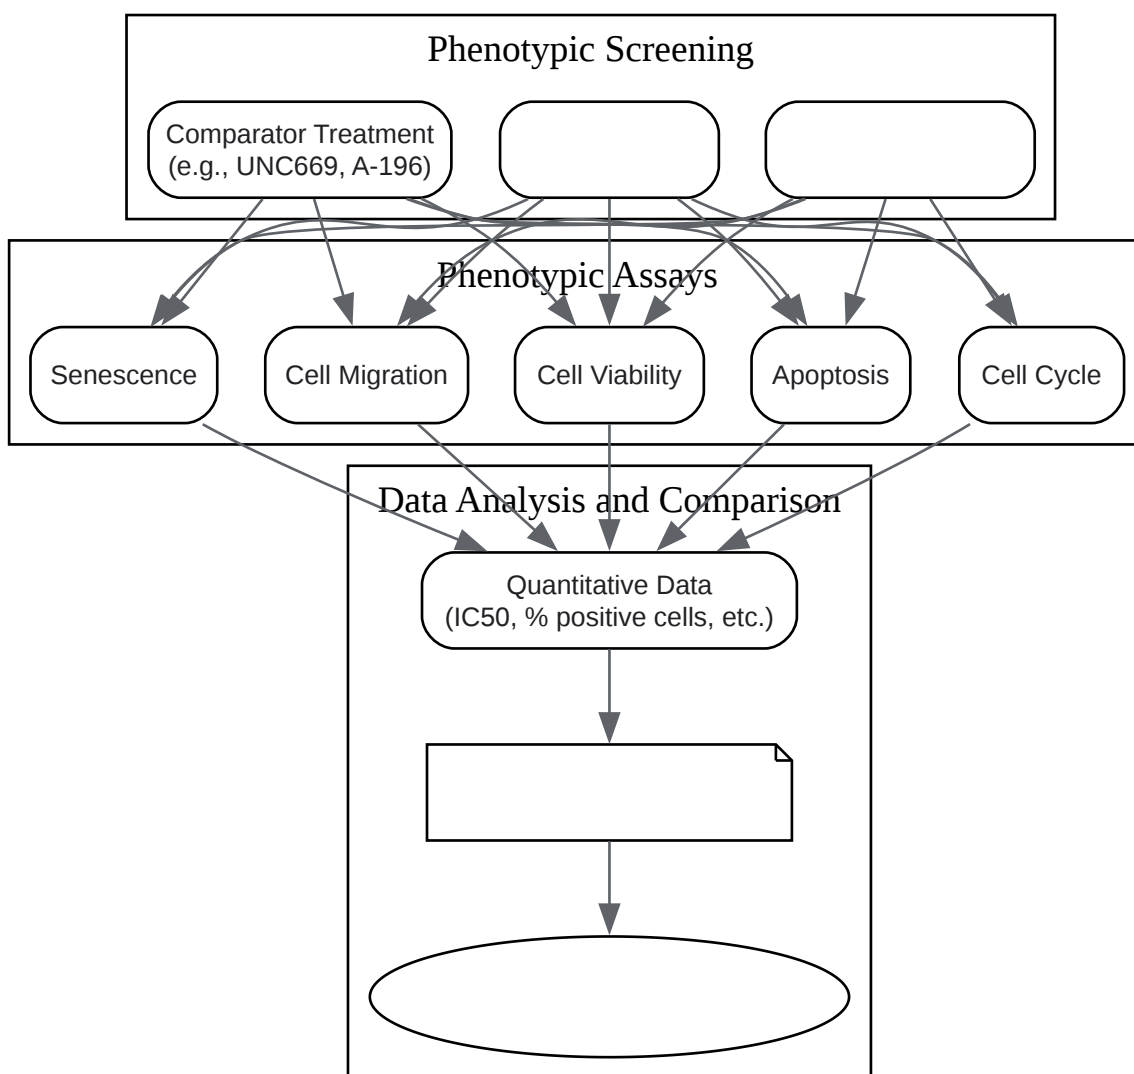 Phenotypic Screening
Comparator Treatment
(e.g., UNC669, A-196)
Phenotypic Assays
Senescence
Cell Migration
Cell Viability
Apoptosis
Cell Cycle
Data Analysis and Comparison
Quantitative Data
(IC50, % positive cells, etc.)